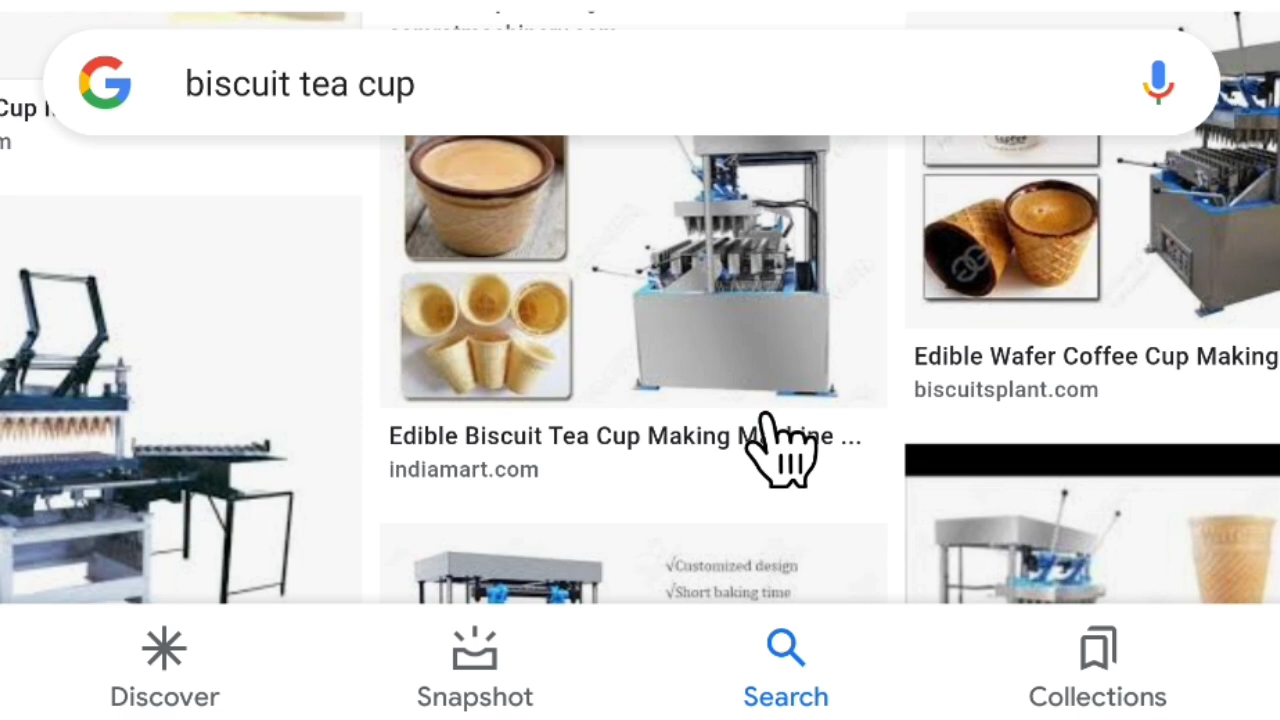 biscuit tea cup
Cup
m
Edible Wafer Coffee Cup Making
biscuitsplant.com
Edible Biscuit Tea Cup Making Machine ...
indiamart.com
√Customized design
√Short baking time
Discover
Snapshot
Search
Collections